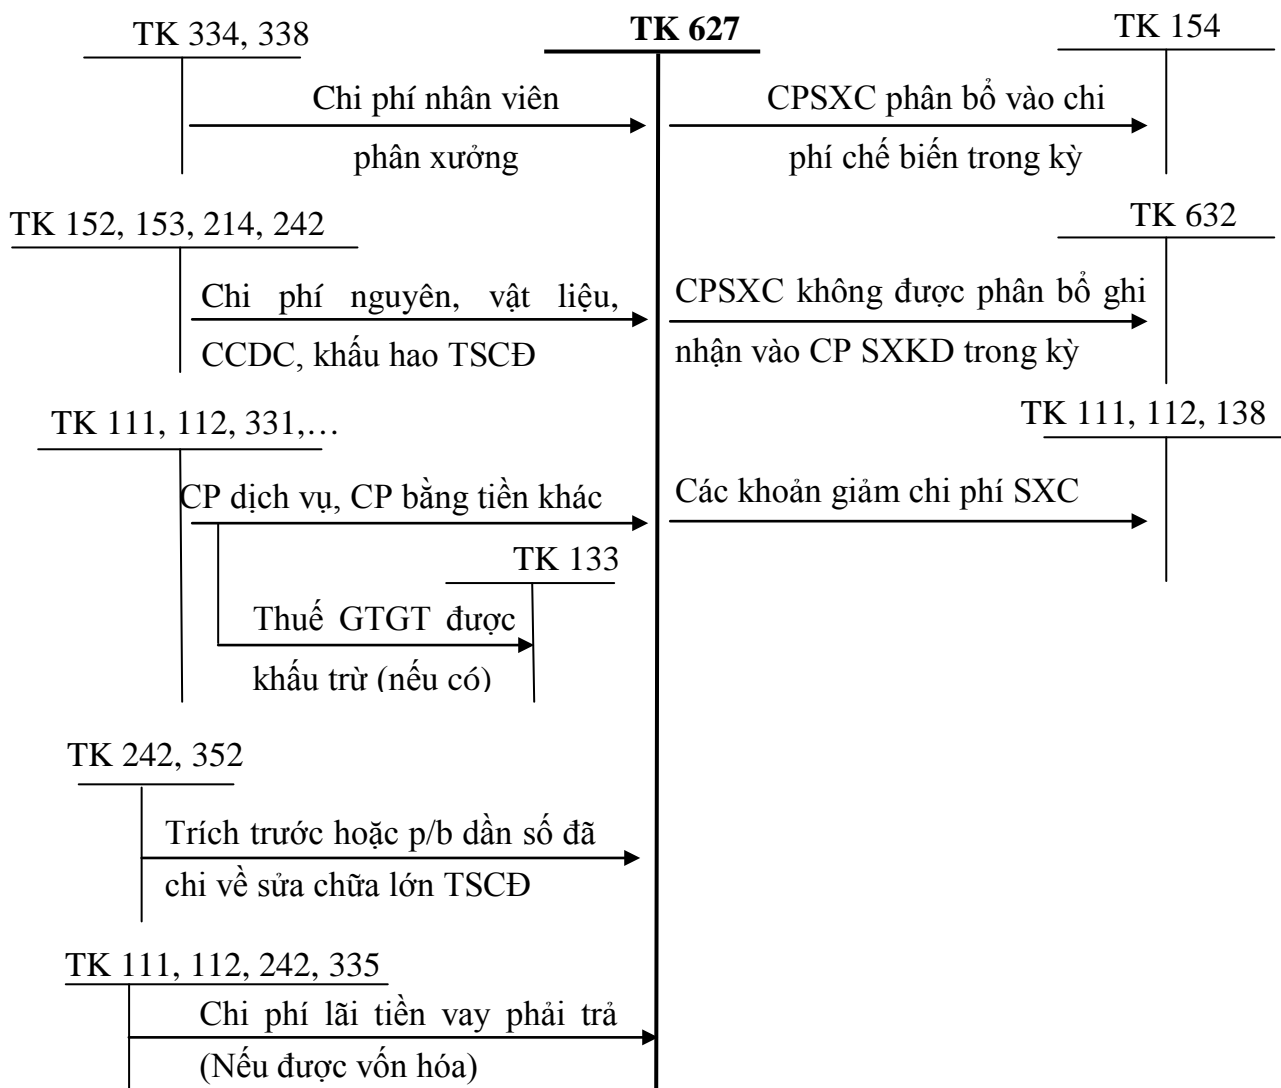 TK 334, 338
TK 627
TK 154
Chi phí nhân viên
phân xưởng
CPSXC phân bổ vào chi
phí chế biến trong kỳ
TK 152, 153, 214, 242
TK 632
Chi phí nguyên, vật liệu,
CCDC, khấu hao TSCĐ
CPSXC không được phân bổ ghi
nhận vào CP SXKD trong kỳ
TK 111, 112, 331,…
TK 111, 112, 138
CP dịch vụ, CP bằng tiền khác
Các khoản giảm chi phí SXC
TK 133
Thuế GTGT được
khấu trừ (nếu có)
TK 242, 352
Trích trước hoặc p/b dần số đã
chi về sửa chữa lớn TSCĐ
TK 111, 112, 242, 335
Chi phí lãi tiền vay phải trả
(Nếu được vốn hóa)